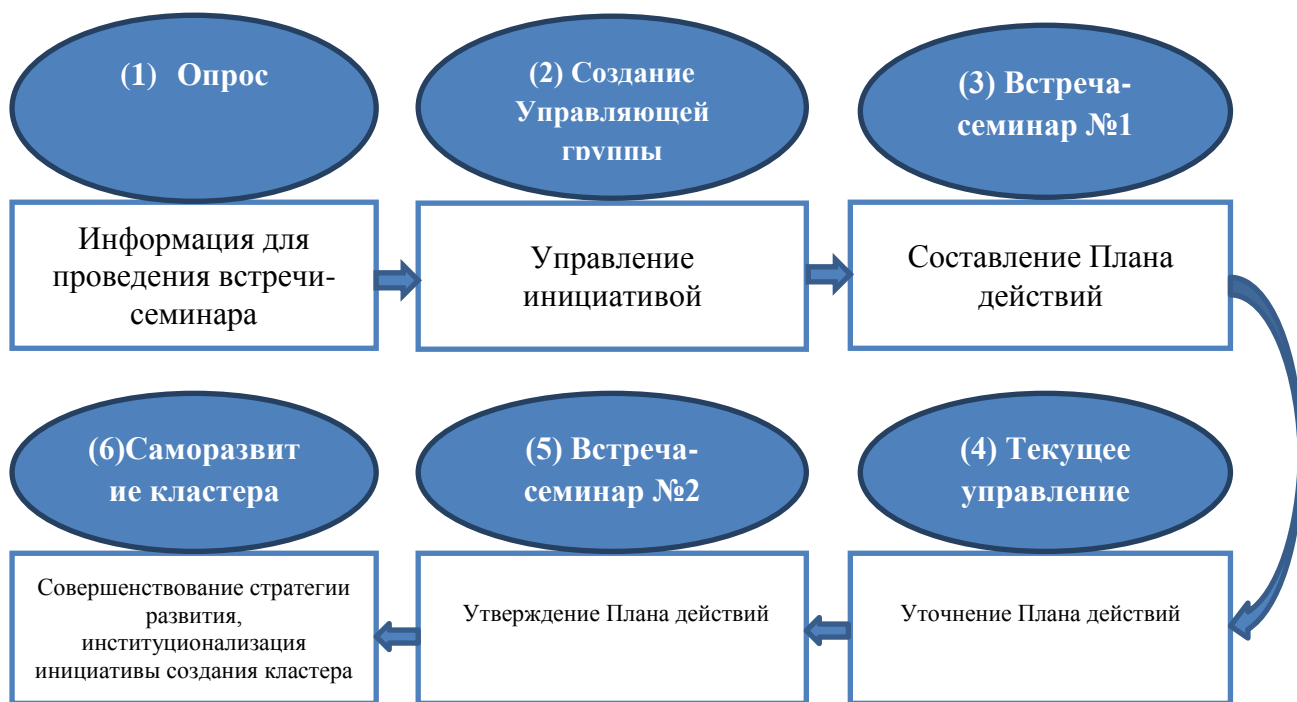 (1) Опрос
Информация для
проведения встречи-
семинара
(2) Создание
Управляющей
группы
Управление
инициативой
(3) Встреча-
семинар №1
Составление Плана
действий
(4) Текущее
управление
Уточнение Плана действий
(5) Встреча-
семинар №2
Утверждение Плана действий
(6)Саморазвит
ие кластера
Совершенствование стратегии
развития,
институционализация
инициативы создания кластера